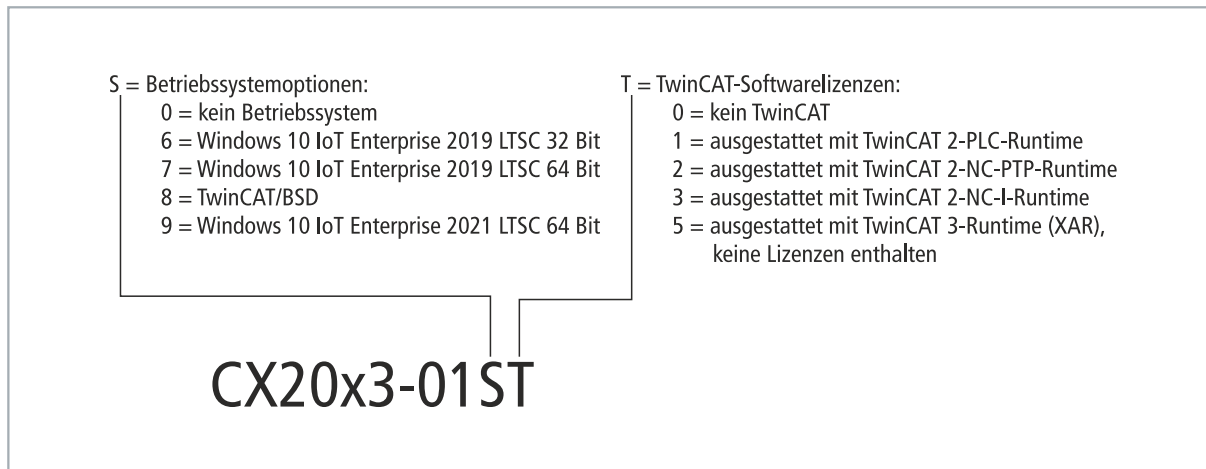 S = Betriebssystemoptionen:
0 = kein Betriebssystem
6 = Windows 10 IoT Enterprise 2019 LTSC 32 Bit
7 = Windows 10 IoT Enterprise 2019 LTSC 64 Bit
8 = TwinCAT/BSD
9 = Windows 10 IoT Enterprise 2021 LTSC 64 Bit
T = TwinCAT-Softwarelizenzen:
0 = kein TwinCAT
1 = ausgestattet mit TwinCAT 2-PLC-Runtime
2 = ausgestattet mit TwinCAT 2-NC-PTP-Runtime
3 = ausgestattet mit TwinCAT 2-NC-I-Runtime
5 = ausgestattet mit TwinCAT 3-Runtime (XAR),
keine Lizenzen enthalten
CX20x3-01ST